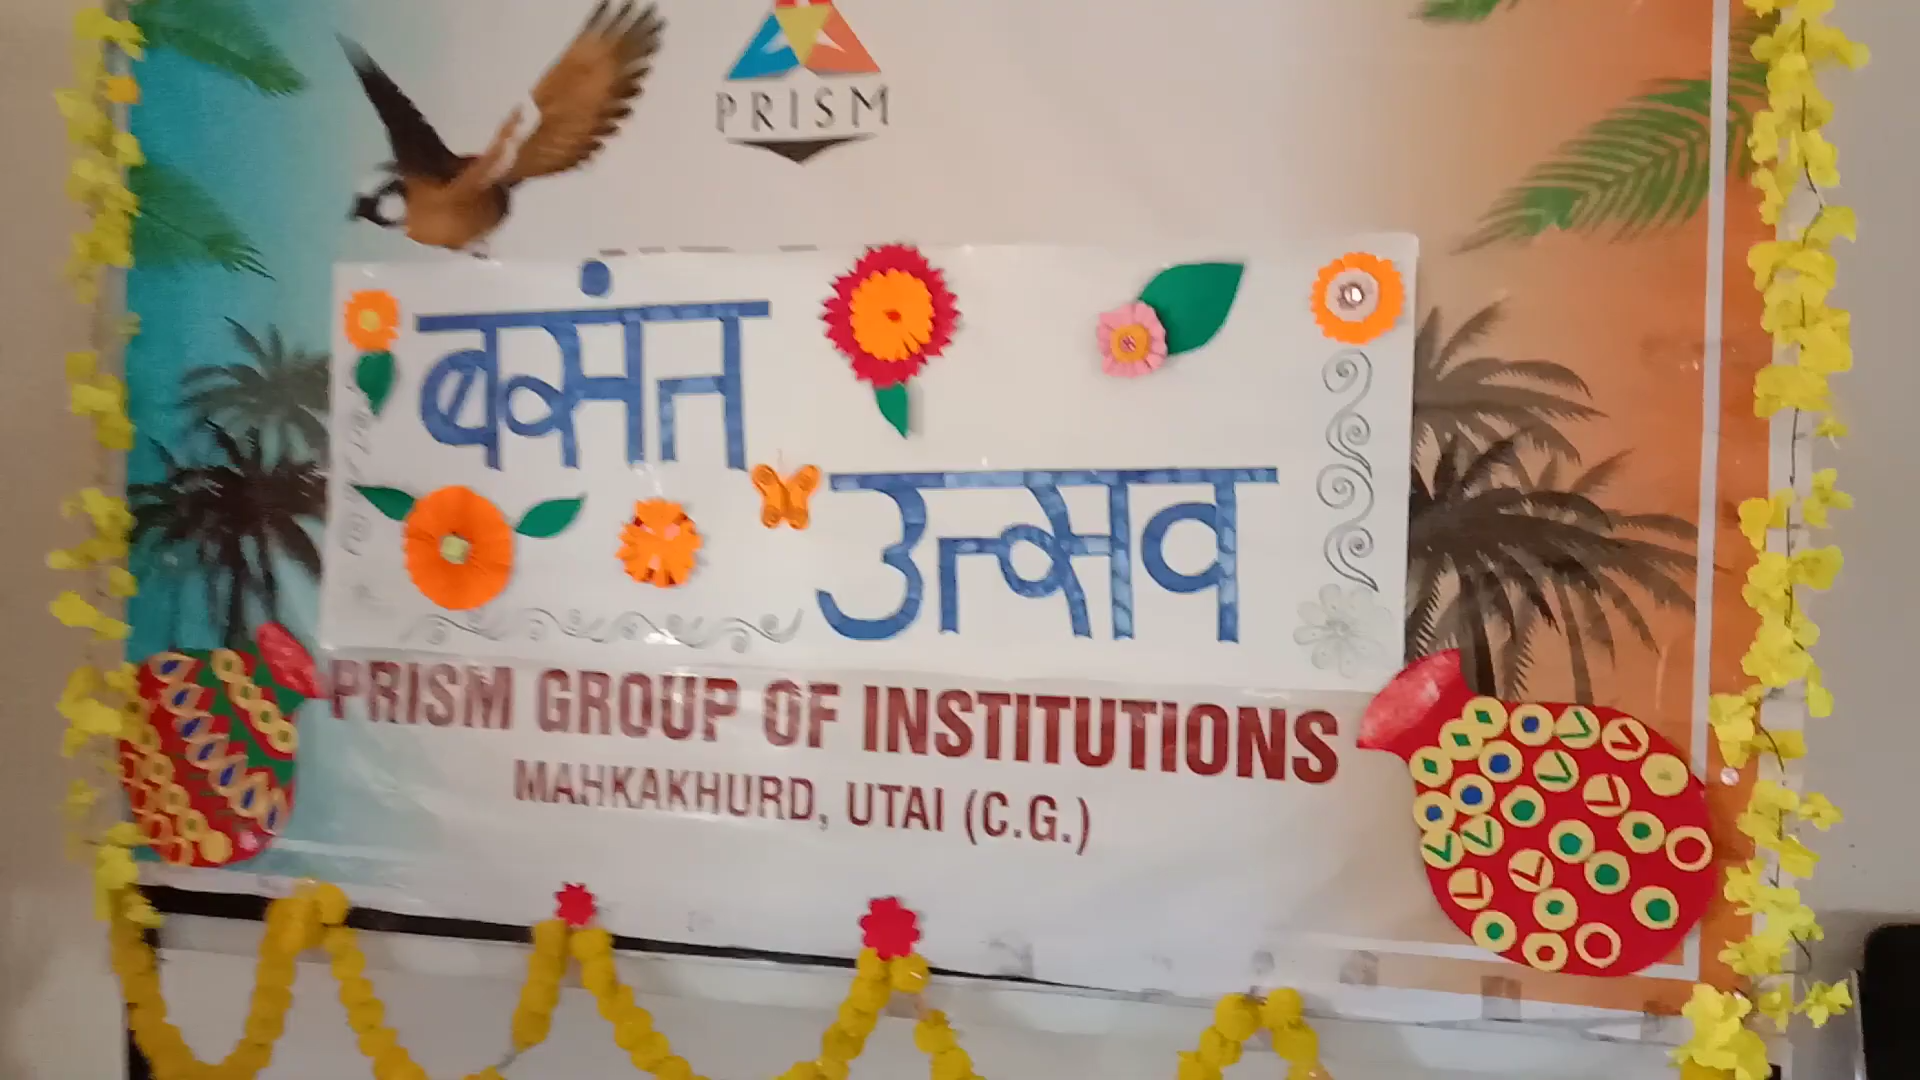 PRISM
बसंत
उत्सव
PRISM GROUP OF INSTITUTIONS
MAHKAKHURD, UTAI (C.G.)